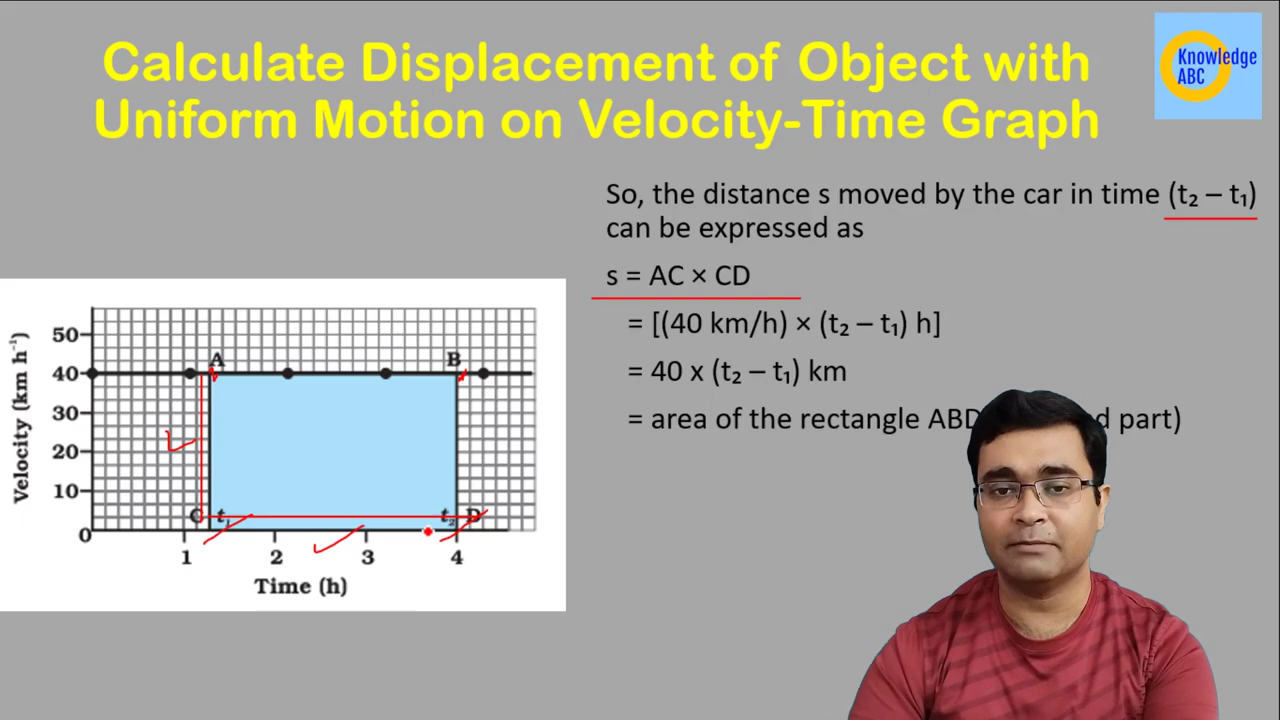 Calculate Displacement of Object with
Uniform Motion on Velocity-Time Graph
Knowledge
ABC
So, the distance s moved by the car in time (t₂ – t₁)
can be expressed as
s = AC × CD
= [(40 km/h) × (t₂ – t₁) h]
= 40 x (t₂ – t₁) km
= area of the rectangle ABD part)
Velocity (km h⁻¹)
50
40
30
20
10
0
A
B
C
t₁
t₂
D
1
2
3
4
Time (h)